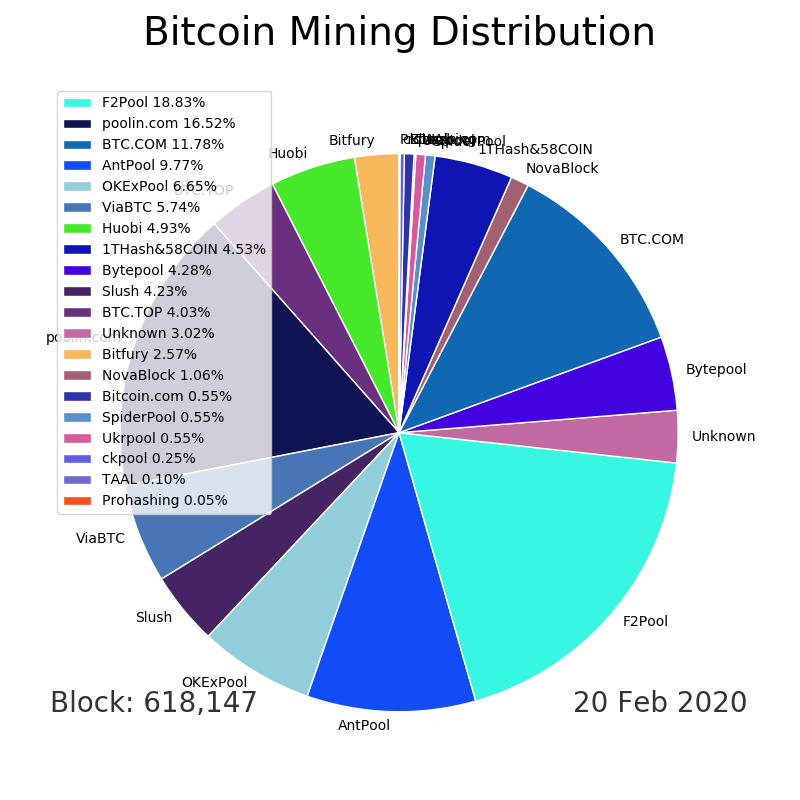 Bitcoin Mining Distribution
F2Pool 18.83%
poolin.com 16.52%
BTC.COM 11.78%
AntPool 9.77%
OKExPool 6.65%
ViaBTC 5.74%
Huobi 4.93%
1THash&58COIN 4.53%
Bytepool 4.28%
Slush 4.23%
BTC.TOP 4.03%
Unknown 3.02%
Bitfury 2.57%
NovaBlock 1.06%
Bitcoin.com 0.55%
SpiderPool 0.55%
Ukrpool 0.55%
ckpool 0.25%
TAAL 0.10%
Prohashing 0.05%
Bitfury
Huobi
BTC.TOP
poolin.com
ViaBTC
Slush
OKExPool
AntPool
F2Pool
Unknown
Bytepool
BTC.COM
NovaBlock
1THash&58COIN
Block: 618,147
20 Feb 2020